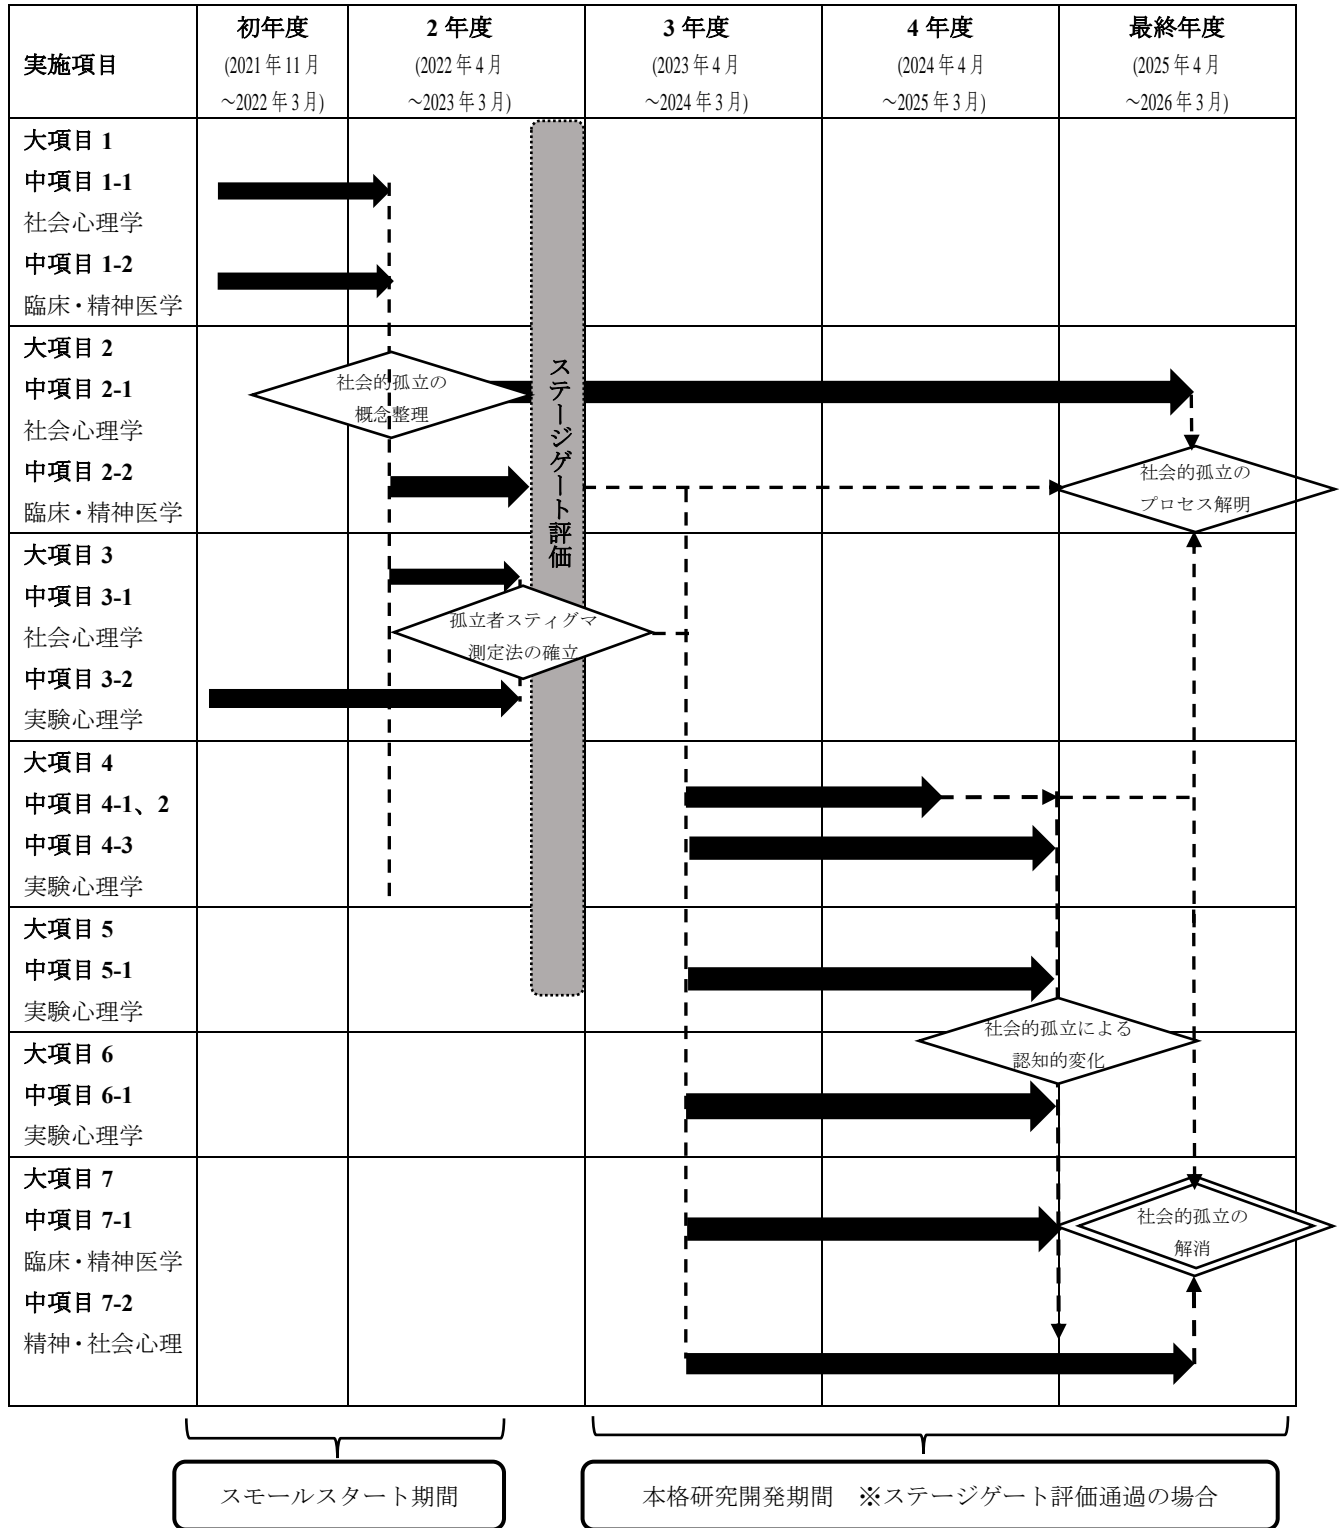 実施項目
初年度
(2021年11月
～2022年3月)
2年度
(2022年4月
～2023年3月)
3年度
(2023年4月
～2024年3月)
4年度
(2024年4月
～2025年3月)
最終年度
(2025年4月
～2026年3月)
大項目1
中項目1-1
社会心理学
中項目1-2
臨床・精神医学
大項目2
中項目2-1
社会心理学
中項目2-2
臨床・精神医学
社会的孤立の
概念整理
ステージゲート評価
社会的孤立の
プロセス解明
大項目3
中項目3-1
社会心理学
中項目3-2
実験心理学
孤立者スティグマ
測定法の確立
大項目4
中項目4-1、2
中項目4-3
実験心理学
大項目5
中項目5-1
実験心理学
社会的孤立による
認知的変化
大項目6
中項目6-1
実験心理学
大項目7
中項目7-1
臨床・精神医学
中項目7-2
精神・社会心理
社会的孤立の
解消
スモールスタート期間
本格研究開発期間　※ステージゲート評価通過の場合